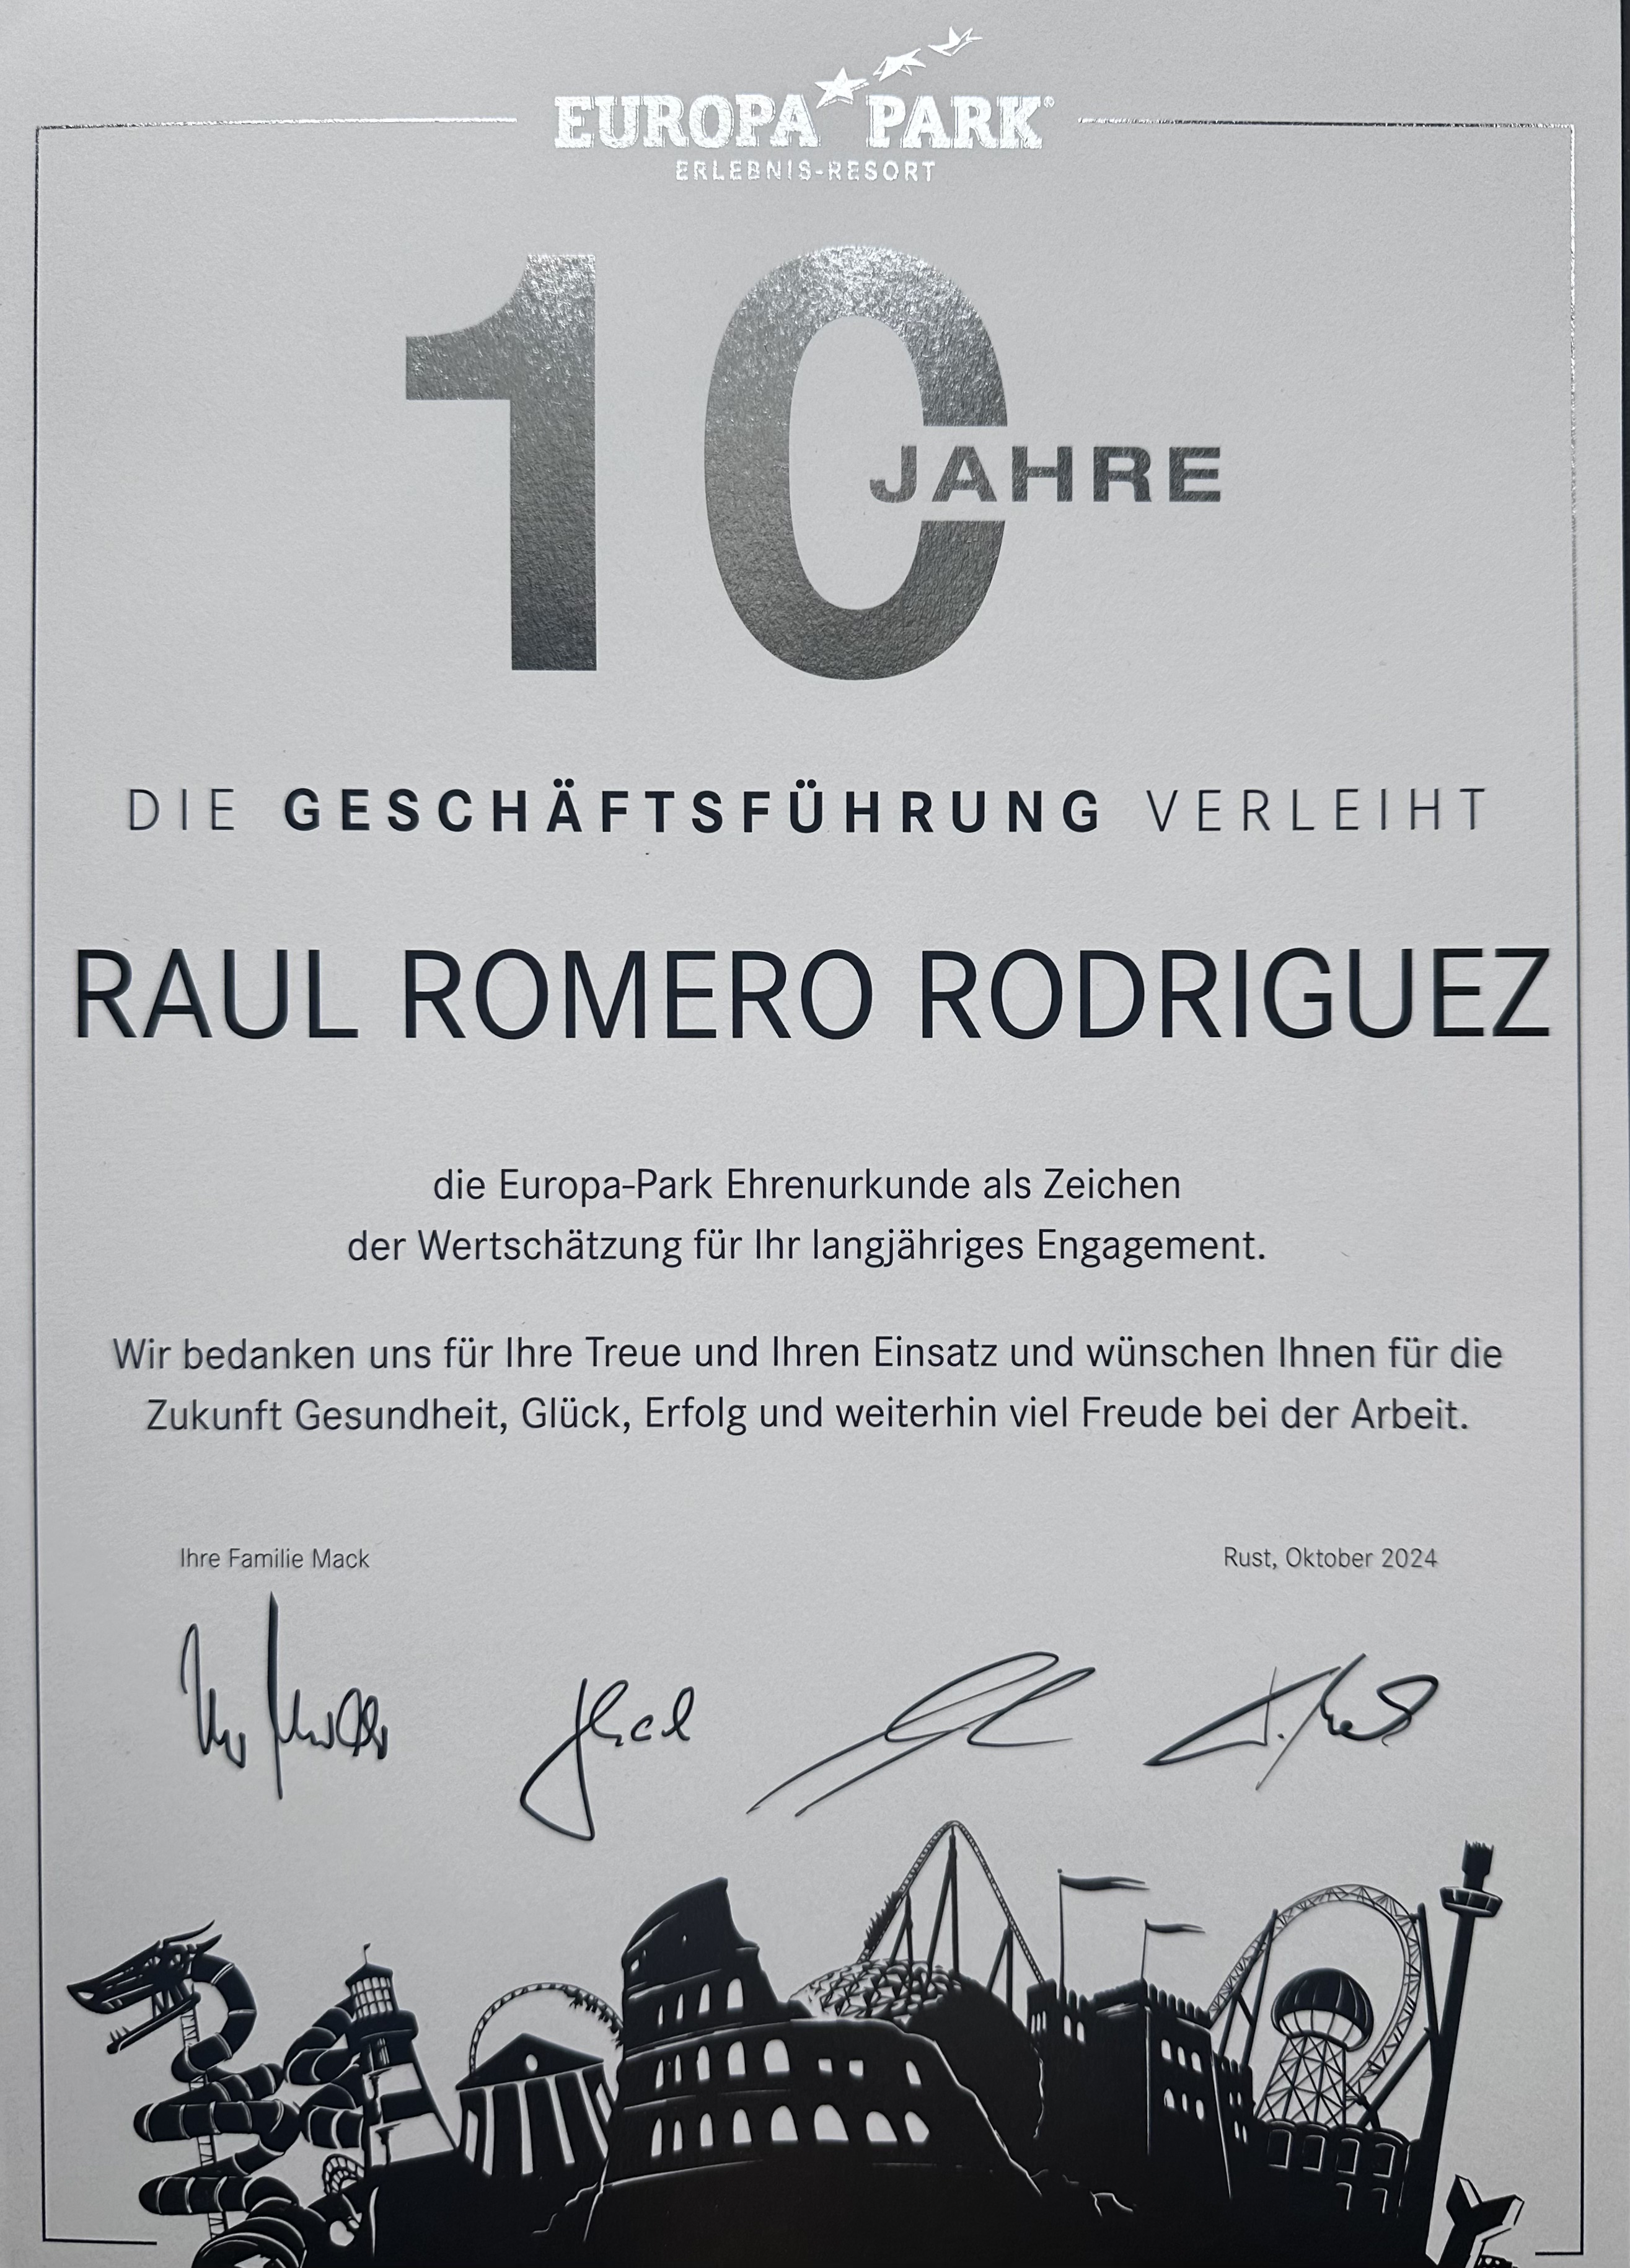 EUROPA PARK®
ERLEBNIS-RESORT
10
JAHRE
DIE GESCHÄFTSFÜHRUNG VERLEIHT
RAUL ROMERO RODRIGUEZ
die Europa-Park Ehrenurkunde als Zeichen
der Wertschätzung für Ihr langjähriges Engagement.
Wir bedanken uns für Ihre Treue und Ihren Einsatz und wünschen Ihnen für die
Zukunft Gesundheit, Glück, Erfolg und weiterhin viel Freude bei der Arbeit.
Ihre Familie Mack
Rust, Oktober 2024